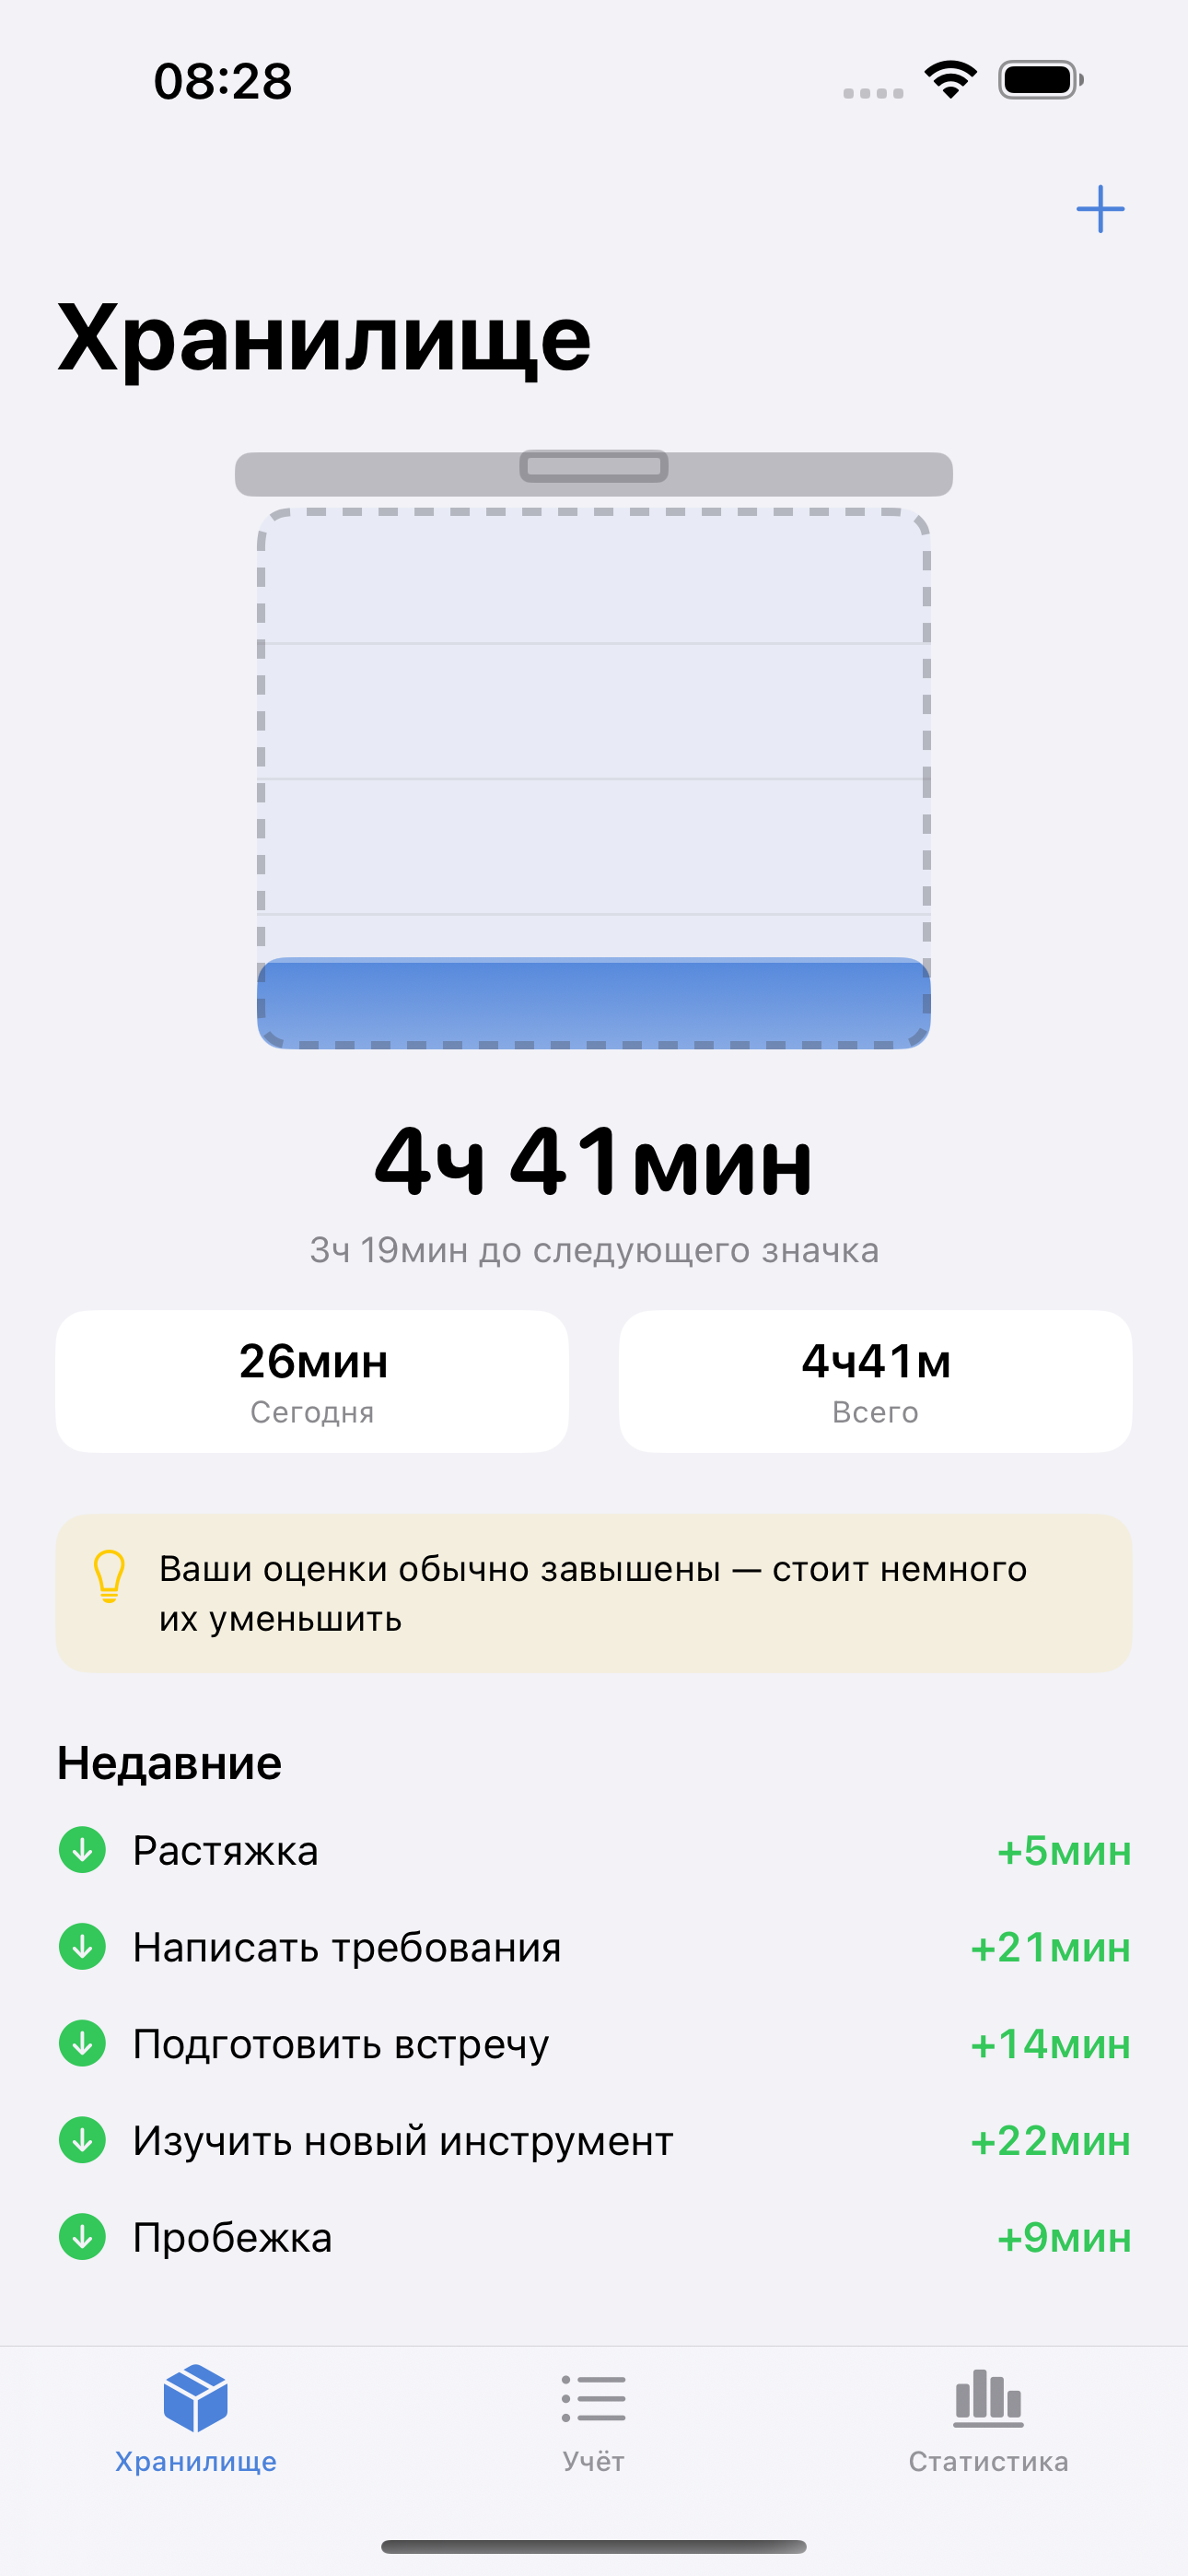 08:28
Хранилище
4ч 41мин
3ч 19мин до следующего значка
26мин
Сегодня
4ч41м
Всего
Ваши оценки обычно завышены — стоит немного
их уменьшить
Недавние
Растяжка +5мин
Написать требования +21мин
Подготовить встречу +14мин
Изучить новый инструмент +22мин
Пробежка +9мин
Хранилище
Учёт
Статистика